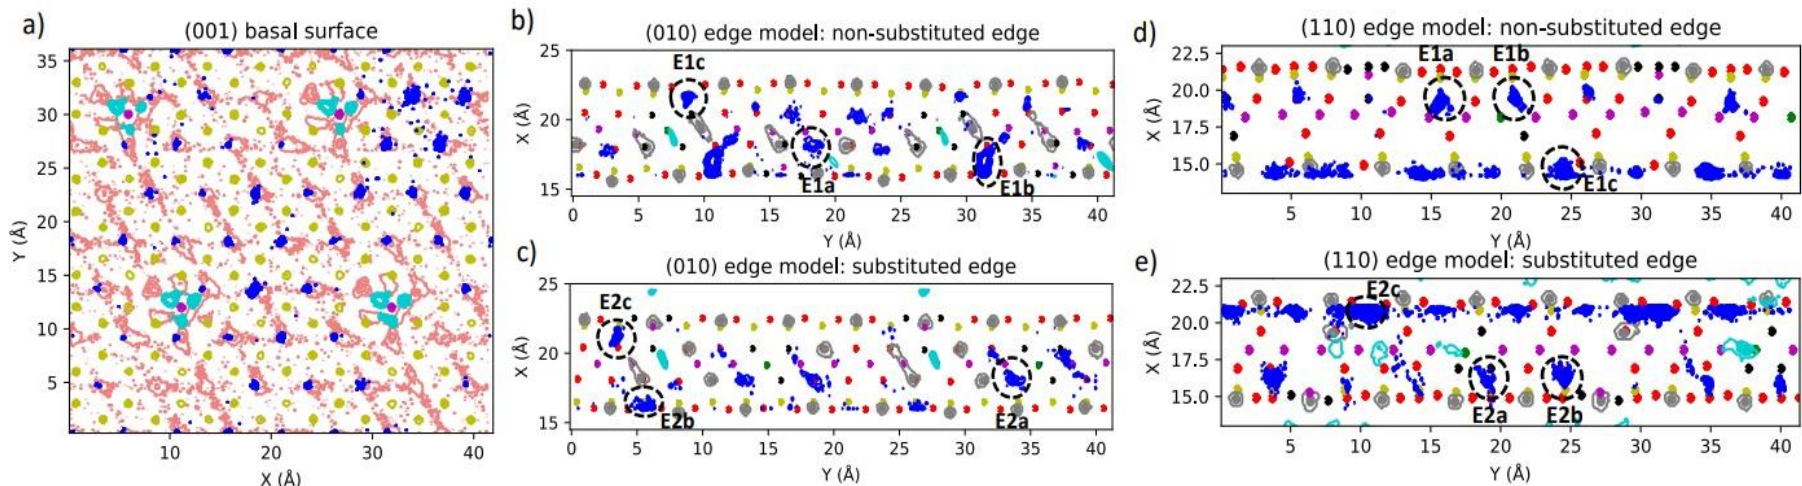 a)
(001) basal surface
35
30
25
20
15
10
5
Y (Å)
10
20
30
40
X (Å)
b)
(010) edge model: non-substituted edge
25
20
15
X (Å)
E1c
E1a
E1b
0
5
10
15
20
25
30
35
40
Y (Å)
c)
(010) edge model: substituted edge
25
20
15
X (Å)
E2c
E2b
E2a
0
5
10
15
20
25
30
35
40
Y (Å)
d)
(110) edge model: non-substituted edge
22.5
20.0
17.5
15.0
X (Å)
E1a
E1b
E1c
5
10
15
20
25
30
35
40
Y (Å)
e)
(110) edge model: substituted edge
22.5
20.0
17.5
15.0
X (Å)
E2c
E2a
E2b
5
10
15
20
25
30
35
40
Y (Å)